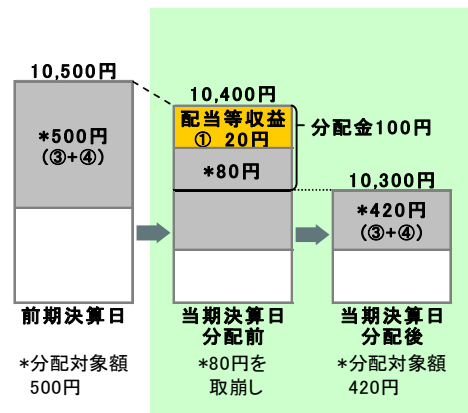 10,500円
*500円
(③+④)
前期決算日
*分配対象額
500円
10,400円
配当等収益
① 20円
*80円
分配金100円
当期決算日
分配前
*80円を
取崩し
10,300円
*420円
(③+④)
当期決算日
分配後
*分配対象額
420円